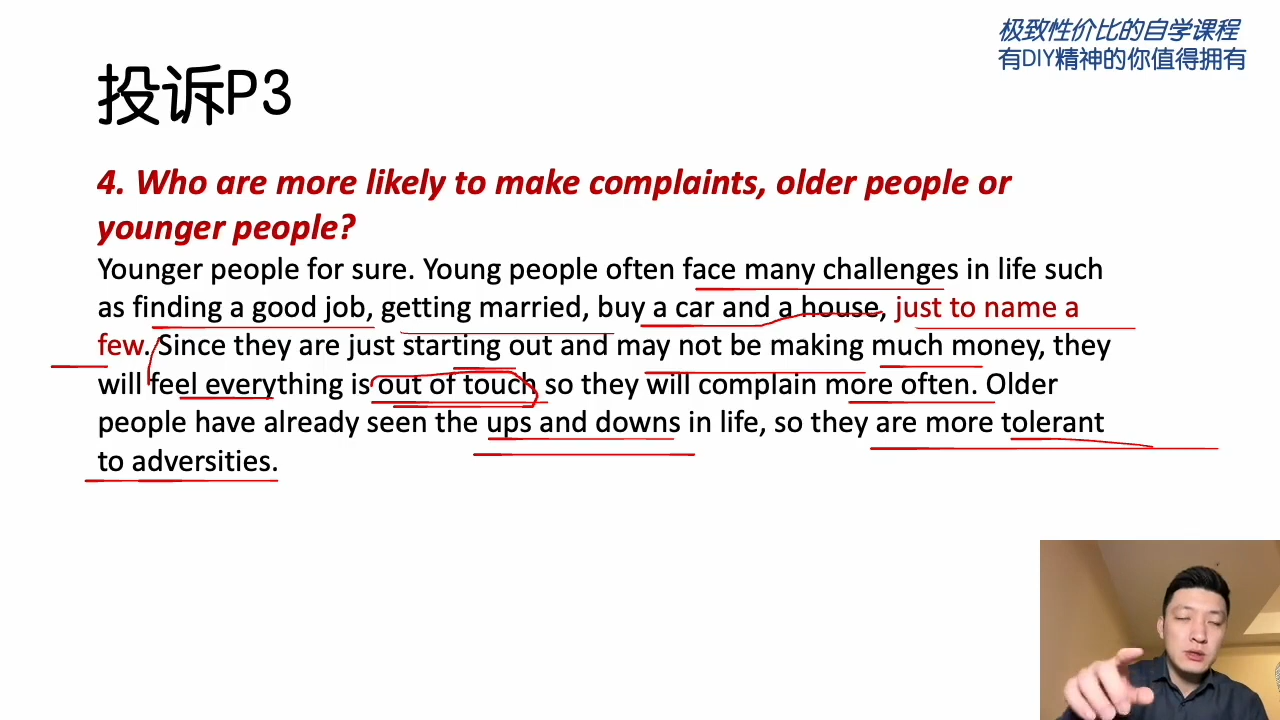 极致性价比的自学课程
有DIY精神的你值得拥有
投诉P3
4. Who are more likely to make complaints, older people or
younger people?
Younger people for sure. Young people often face many challenges in life such
as finding a good job, getting married, buy a car and a house, just to name a
few. Since they are just starting out and may not be making much money, they
will feel everything is out of touch so they will complain more often. Older
people have already seen the ups and downs in life, so they are more tolerant
to adversities.